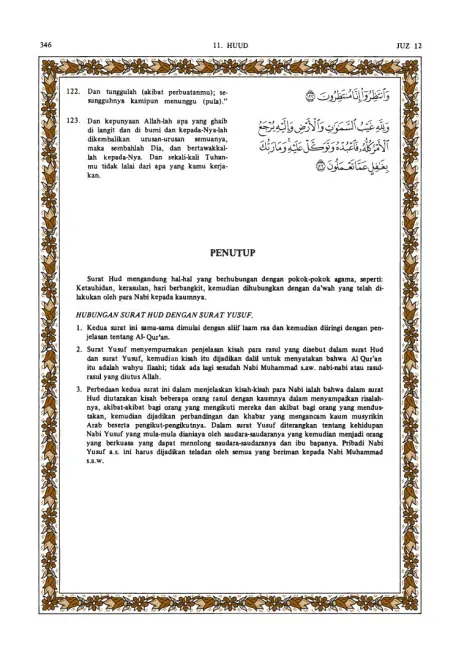 346
11. HUUD
JUZ 12
122. Dan tunggulah (akibat perbuatanmu); se-
sungguhnya kamipun menunggu (pula)."
وَٱنتَظِرُوٓا۟ إِنَّا مُنتَظِرُونَ ﴿١٢٢﴾
123. Dan kepunyaan Allah-lah apa yang ghaib
di langit dan di bumi dan kepada-Nya-lah
dikembalikan urusan-urusan semuanya,
maka sembahlah Dia, dan bertawakkal-
lah kepada-Nya. Dan sekali-kali Tuhan-
mu tidak lalai dari apa yang kamu kerja-
kan.
وَلِلَّهِ غَيْبُ ٱلسَّمَٰوَٰتِ وَٱلْأَرْضِ وَإِلَيْهِ يُرْجَعُ
ٱلْأَمْرُ كُلُّهُۥ فَٱعْبُدْهُ وَتَوَكَّلْ عَلَيْهِ وَمَا رَبُّكَ
بِغَٰفِلٍ عَمَّا تَعْمَلُونَ ﴿١٢٣﴾
PENUTUP
Surat Hud mengandung hal-hal yang berhubungan dengan pokok-pokok agama, seperti:
Ketauhidan, kerasulan, hari berbangkit, kemudian dihubungkan dengan da'wah yang telah di-
lakukan oleh para Nabi kepada kaumnya.
HUBUNGAN SURAT HUD DENGAN SURAT YUSUF.
1. Kedua surat ini sama-sama dimulai dengan aliif laam raa dan kemudian diiringi dengan pen-
jelasan tentang Al-Qur'an.
2. Surat Yusuf menyempurnakan penjelasan kisah para rasul yang disebut dalam surat Hud
dan surat Yusuf, kemudian kisah itu dijadikan dalil untuk menyatakan bahwa Al Qur'an
itu adalah wahyu Ilaahi; tidak ada lagi sesudah Nabi Muhammad s.aw. nabi-nabi atau rasul-
rasul yang diutus Allah.
3. Perbedaan kedua surat ini dalam menjelaskan kisah-kisah para Nabi ialah bahwa dalam surat
Hud diutarakan kisah beberapa orang rasul dengan kaumnya dalam menyampaikan risalah-
nya, akibat-akibat bagi orang yang mengikuti mereka dan akibat bagi orang yang mendus-
takan, kemudian dijadikan perbandingan dan khabar yang mengancam kaum musyrikin
Arab beserta pengikut-pengikutnya. Dalam surat Yusuf diterangkan tentang kehidupan
Nabi Yusuf yang mula-mula dianiaya oleh saudara-saudaranya yang kemudian menjadi orang
yang berkuasa yang dapat menolong saudara-saudaranya dan ibu bapanya. Pribadi Nabi
Yusuf a.s. ini harus dijadikan teladan oleh semua yang beriman kepada Nabi Muhammad
s.a.w.